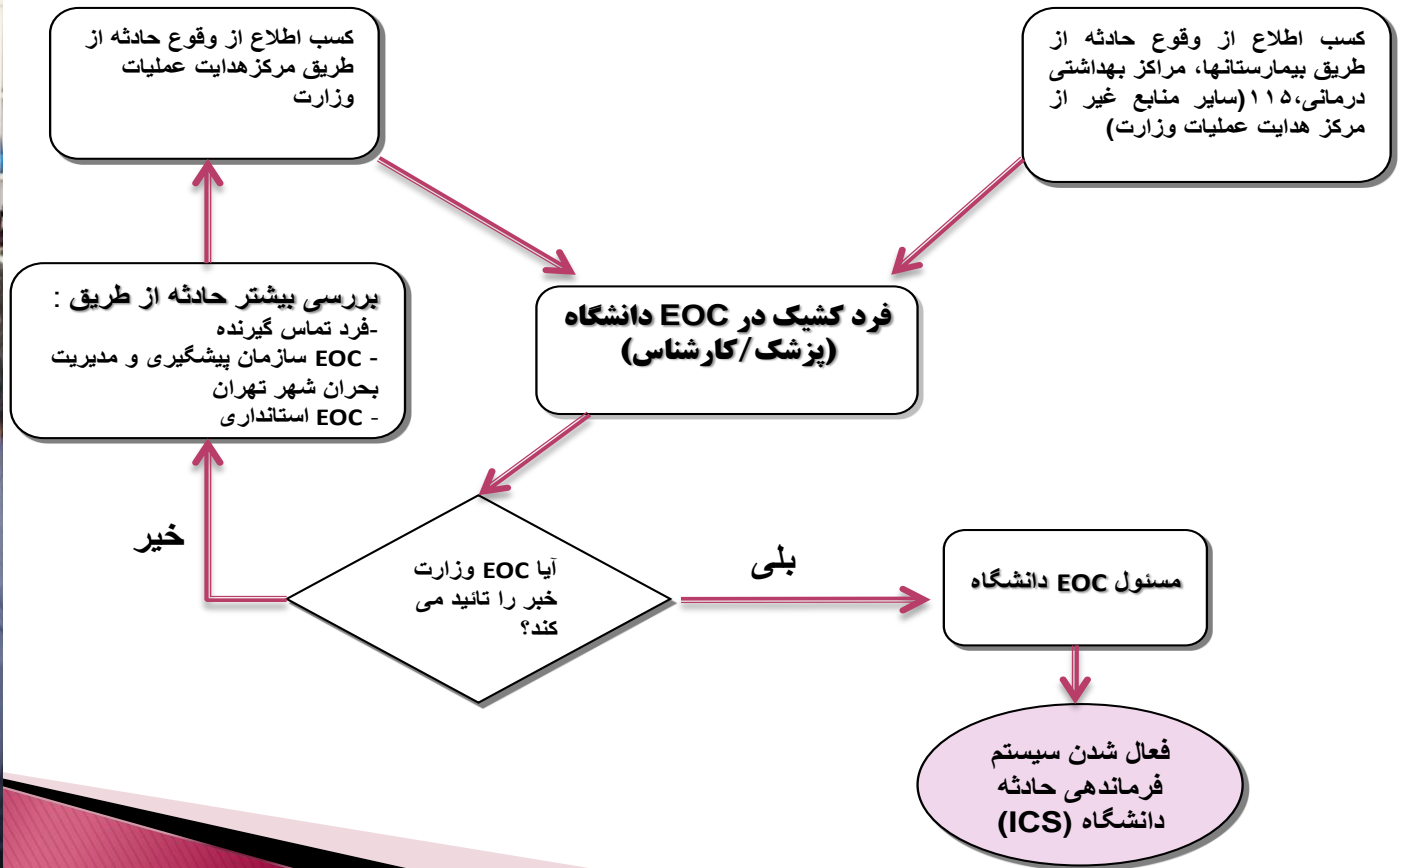 کسب اطلاع از وقوع حادثه از
طریق بیمارستانها، مراکز بهداشتی
درمانی،۱۱۵(سایر منابع غیر از
مرکز هدایت عملیات وزارت)
کسب اطلاع از وقوع حادثه از
طریق مرکزهدایت عملیات
وزارت
فرد کشیک در EOC دانشگاه
(پزشک/کارشناس)
بررسی بیشتر حادثه از طریق :
-فرد تماس گیرنده
- EOC سازمان پیشگیری و مدیریت
بحران شهر تهران
- EOC استانداری
خیر
آیا EOC وزارت
خبر را تائید می
کند؟
بلی
مسئول EOC دانشگاه
فعال شدن سیستم
فرماندهی حادثه
دانشگاه (ICS)